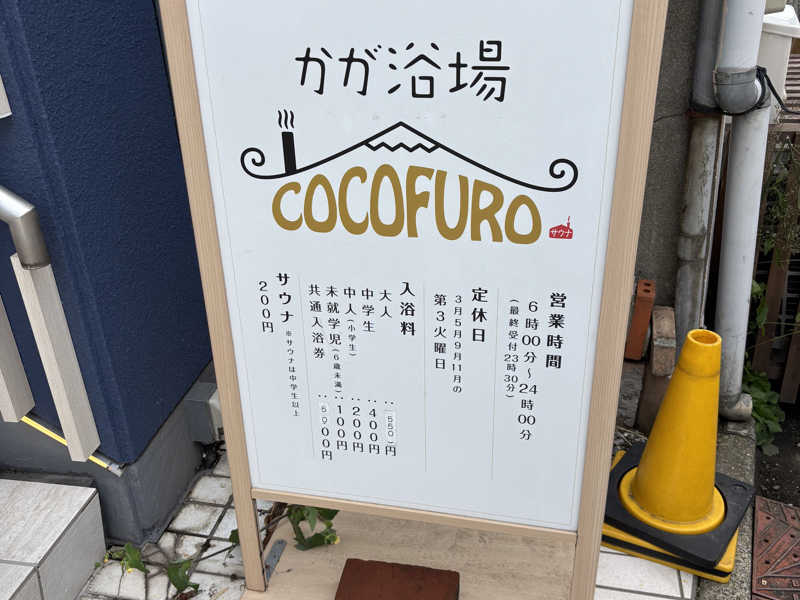 かが浴場
COCOFURO
サウナ
営業時間
6時00分〜24時00分
(最終受付23時30分)
定休日
3月5月9月11月の
第3火曜日
入浴料
大人 ：550円
中学生 ：400円
中人(小学生) ：200円
未就学児(6歳未満) ：100円
共通入浴券 ：5000円
サウナ ※サウナは中学生以上
200円